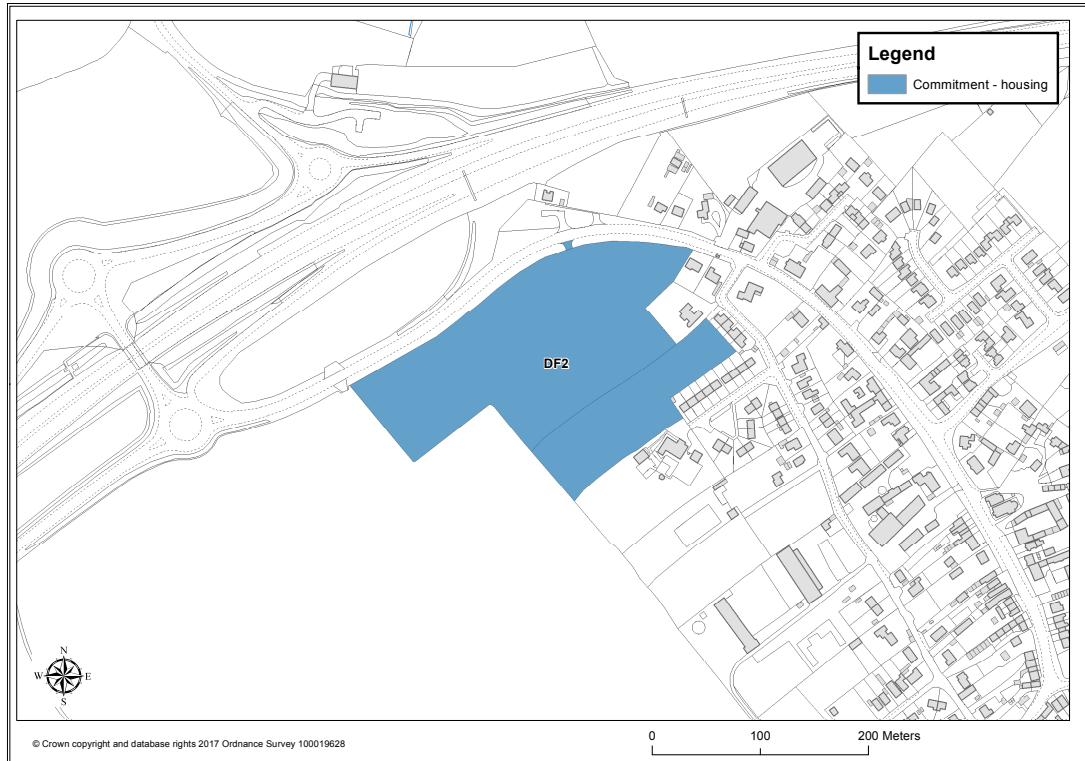 Legend
Commitment - housing
DF2
N
W E
S
© Crown copyright and database rights 2017 Ordnance Survey 100019628
0 100 200 Meters